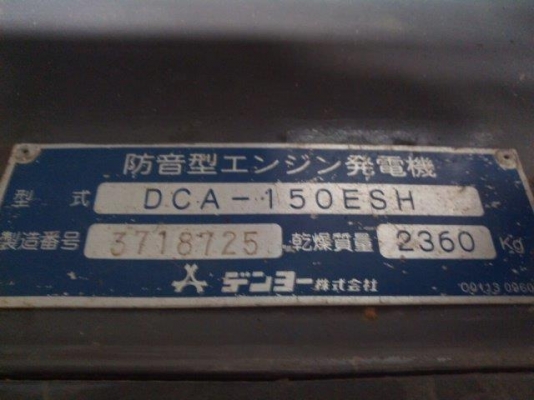 防音型エンジン発電機
型式 DCA-150ESH
製造番号 3718725 乾燥質量 2360 Kg
デンヨー株式会社